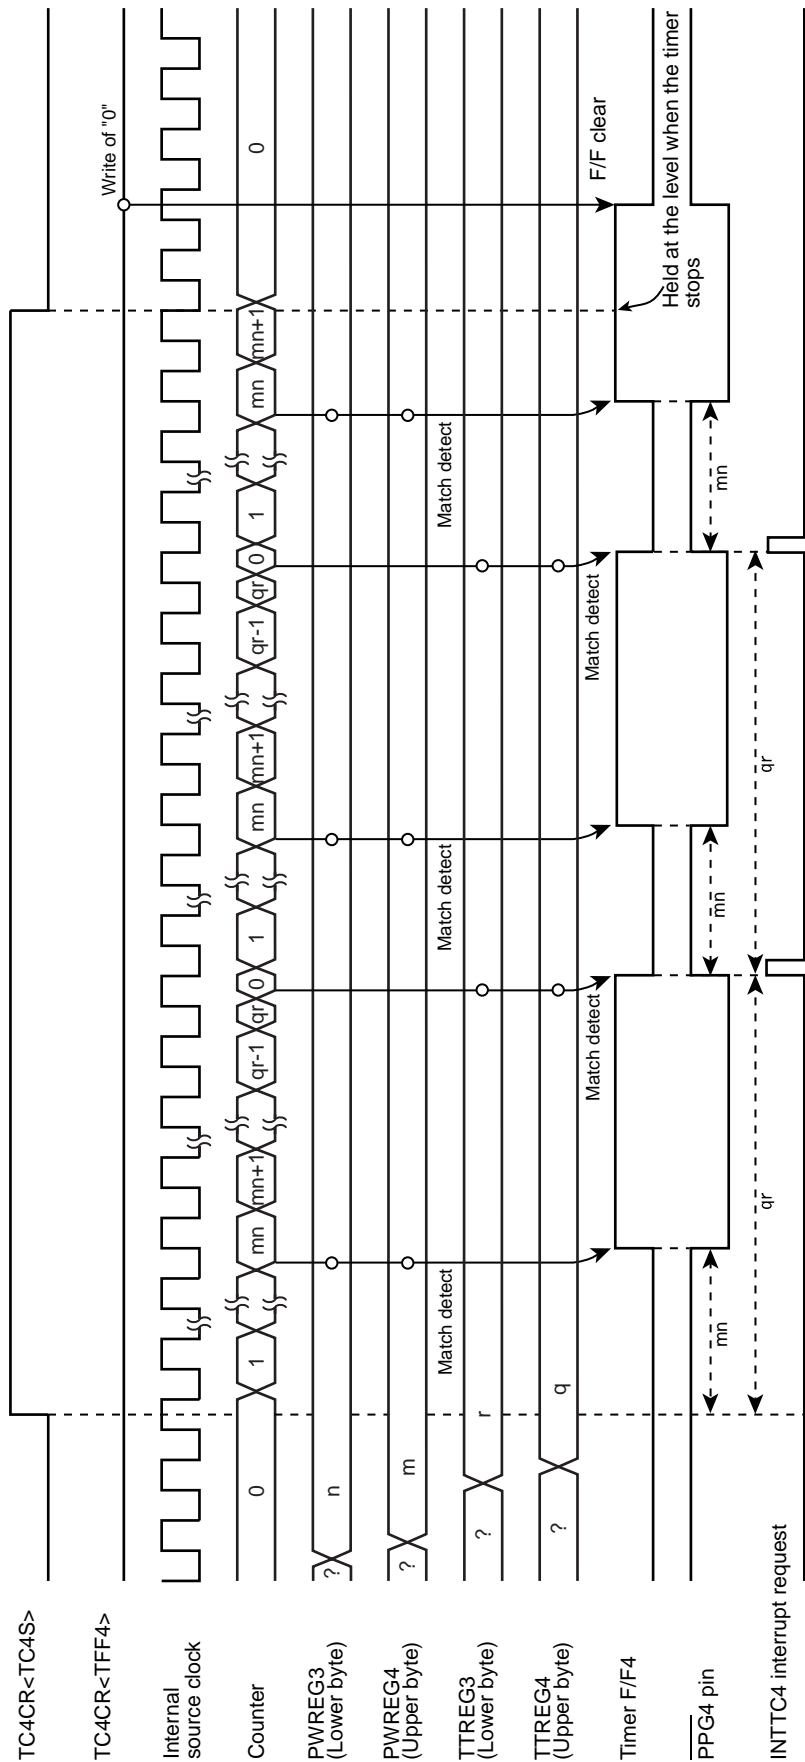 TC4CR<TC4S>
TC4CR<TFF4>
Write of "0"
Internal
source clock
Counter
0
1
mn
mn+1
qr-1
qr
0
1
mn
mn+1
qr-1
qr
0
1
mn
mn+1
0
PWREG3
(Lower byte)
?
n
PWREG4
(Upper byte)
?
m
Match detect
Match detect
Match detect
TTREG3
(Lower byte)
?
r
TTREG4
(Upper byte)
?
q
Match detect
Match detect
F/F clear
Timer F/F4
Held at the level when the timer
stops
PPG4 pin
mn
mn
mn
qr
qr
INTTC4 interrupt request